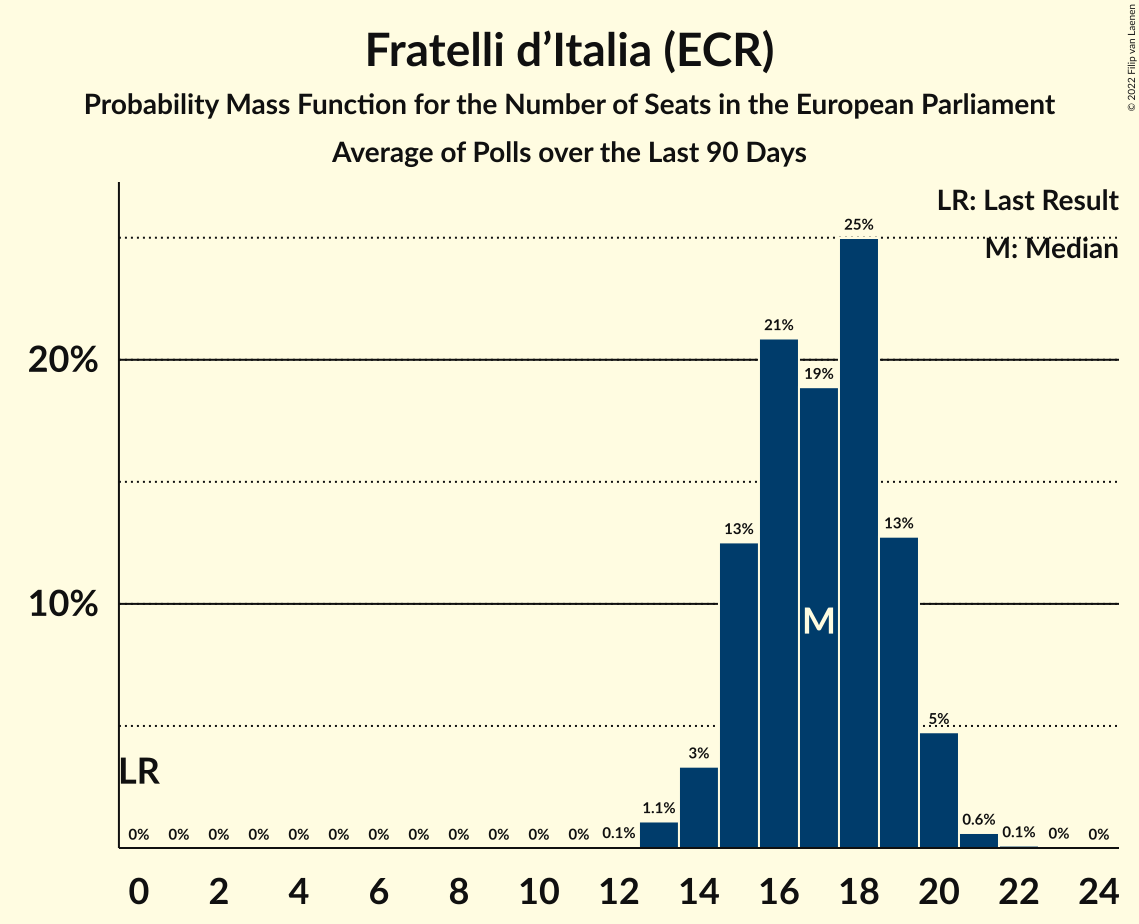 Fratelli d’Italia (ECR)
Probability Mass Function for the Number of Seats in the European Parliament
Average of Polls over the Last 90 Days
© 2022 Filip van Laenen
LR: Last Result
M: Median
20%
10%
25%
21%
19%
13%
13%
M
5%
3%
LR
1.1%
0.6%
0% 0% 0% 0% 0% 0% 0% 0% 0% 0% 0% 0% 0.1% 0.1% 0% 0%
0 2 4 6 8 10 12 14 16 18 20 22 24